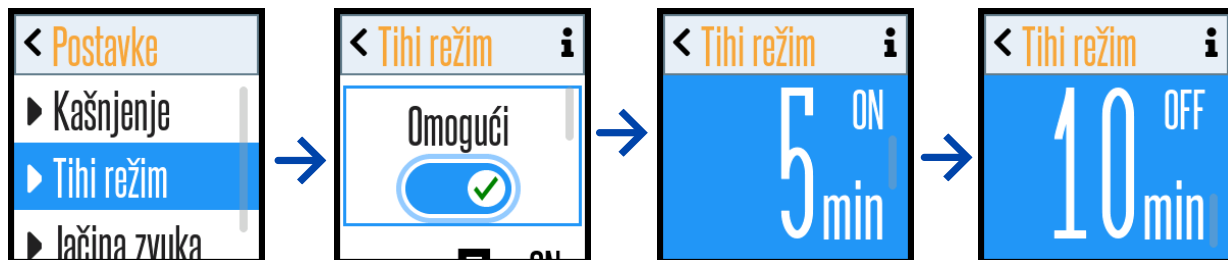 Postavke
Kašnjenje
Tihi režim
Jačina zvuka
Tihi režim i
Omogući
ON
Tihi režim i
5 ON
min
Tihi režim i
10 OFF
min